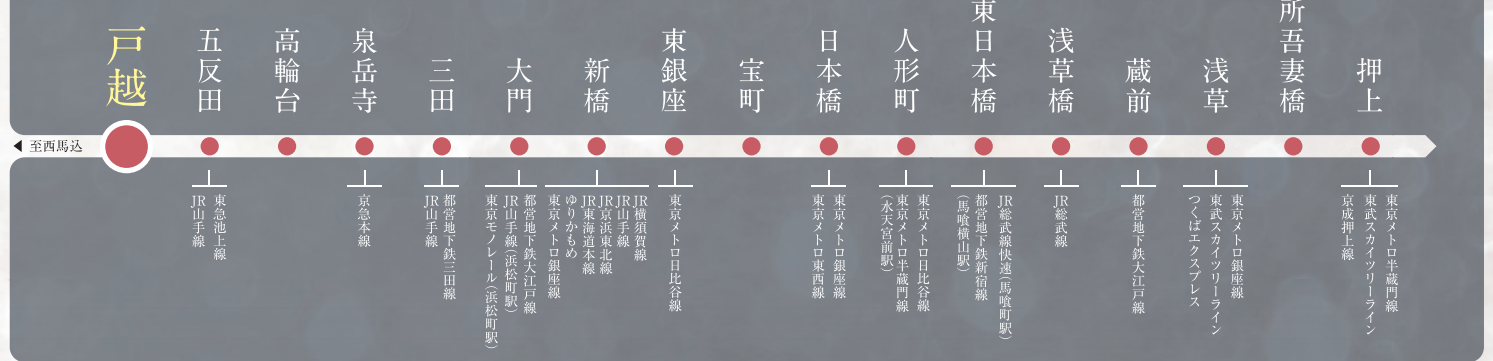 至西馬込
戸越
五反田
高輪台
泉岳寺
三田
大門
新橋
東銀座
宝町
日本橋
人形町
東日本橋
浅草橋
蔵前
浅草
所吾妻橋
押上
東急池上線
JR山手線
京急本線
都営地下鉄三田線
JR山手線
都営地下鉄大江戸線
JR山手線(浜松町駅)
東京モノレール(浜松町駅)
JR横須賀線
JR山手線
JR京浜東北線
JR東海道本線
ゆりかもめ
東京メトロ銀座線
東京メトロ日比谷線
東京メトロ銀座線
東京メトロ東西線
東京メトロ日比谷線
東京メトロ半蔵門線
(水天宮前駅)
JR総武線快速(馬喰町駅)
都営地下鉄新宿線
(馬喰横山駅)
JR総武線
都営地下鉄大江戸線
東京メトロ銀座線
東武スカイツリーライン
つくばエクスプレス
東京メトロ半蔵門線
東武スカイツリーライン
京成押上線